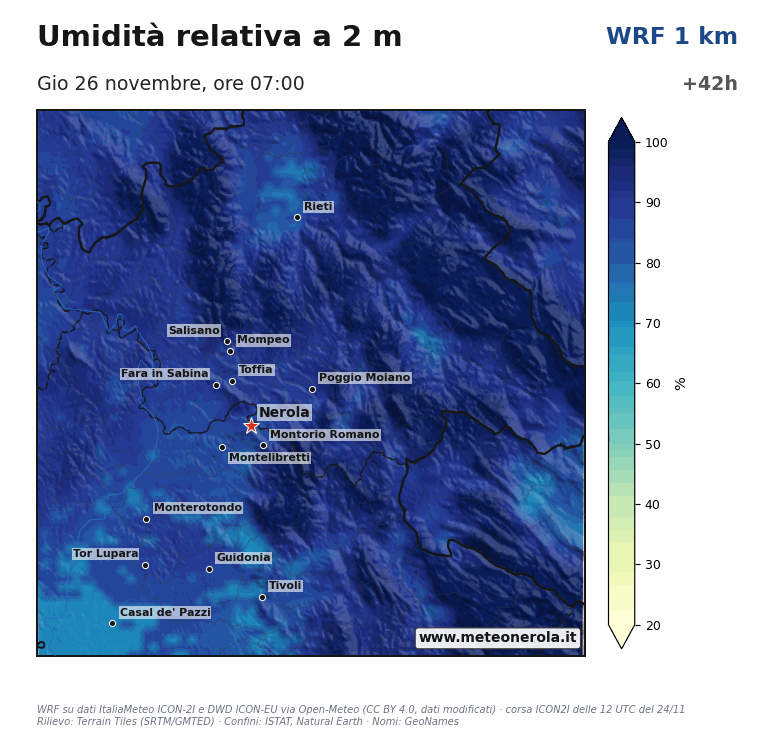 Umidità relativa a 2 m
WRF 1 km
Gio 26 novembre, ore 07:00
+42h
Rieti
Salisano
Mompeo
Toffia
Fara in Sabina
Poggio Moiano
Nerola
Montorio Romano
Montelibretti
Monterotondo
Tor Lupara
Guidonia
Tivoli
Casal de' Pazzi
www.meteonerola.it
100
90
80
70
60
50
40
30
20
%
WRF su dati ItaliaMeteo ICON-2I e DWD ICON-EU via Open-Meteo (CC BY 4.0, dati modificati) · corsa ICON2I delle 12 UTC del 24/11
Rilievo: Terrain Tiles (SRTM/GMTED) · Confini: ISTAT, Natural Earth · Nomi: GeoNames